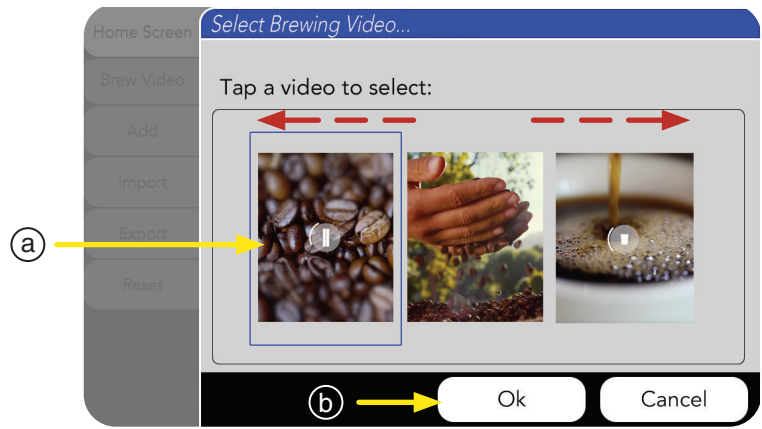 Home Screen
Select Brewing Video...
Brew Video
Tap a video to select:
Add
Import
Export
Reset
a
b
Ok
Cancel